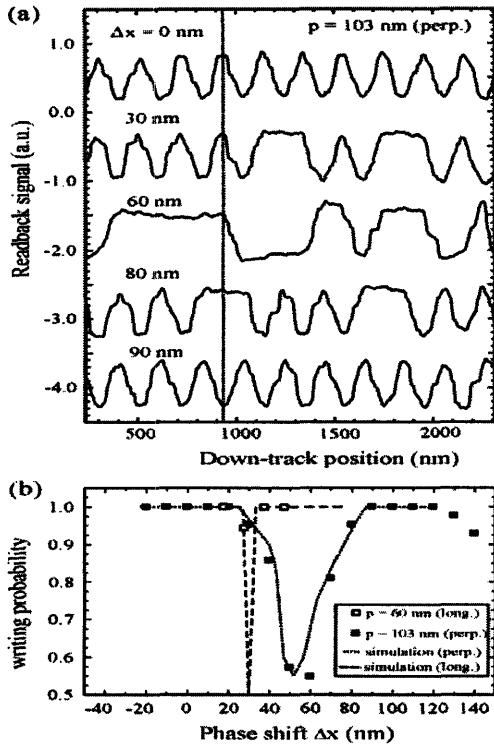 (a)
Δx = 0 nm
p = 103 nm (perp.)
1.0
0.0
30 nm
-1.0
60 nm
-2.0
80 nm
-3.0
90 nm
-4.0
Readback signal (a.u.)
500
1000
1500
2000
Down-track position (nm)
(b)
1.0
0.9
0.8
0.7
0.6
0.5
writing probability
p = 60 nm (long.)
p = 103 nm (perp.)
simulation (perp.)
simulation (long.)
-40 -20 0 20 40 60 80 100 120 140
Phase shift Δx (nm)